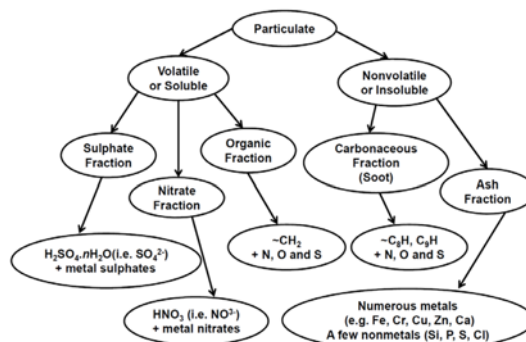 Particulate
Volatile
or Soluble
Nonvolatile
or Insoluble
Sulphate
Fraction
Organic
Fraction
Carbonaceous
Fraction
(Soot)
Nitrate
Fraction
Ash
Fraction
H₂SO₄.nH₂O(i.e. SO₄²⁻)
+ metal sulphates
~CH₂
+ N, O and S
~C₈H, C₉H
+ N, O and S
HNO₃ (i.e. NO³⁻)
+ metal nitrates
Numerous metals
(e.g. Fe, Cr, Cu, Zn, Ca)
A few nonmetals (Si, P, S, Cl)